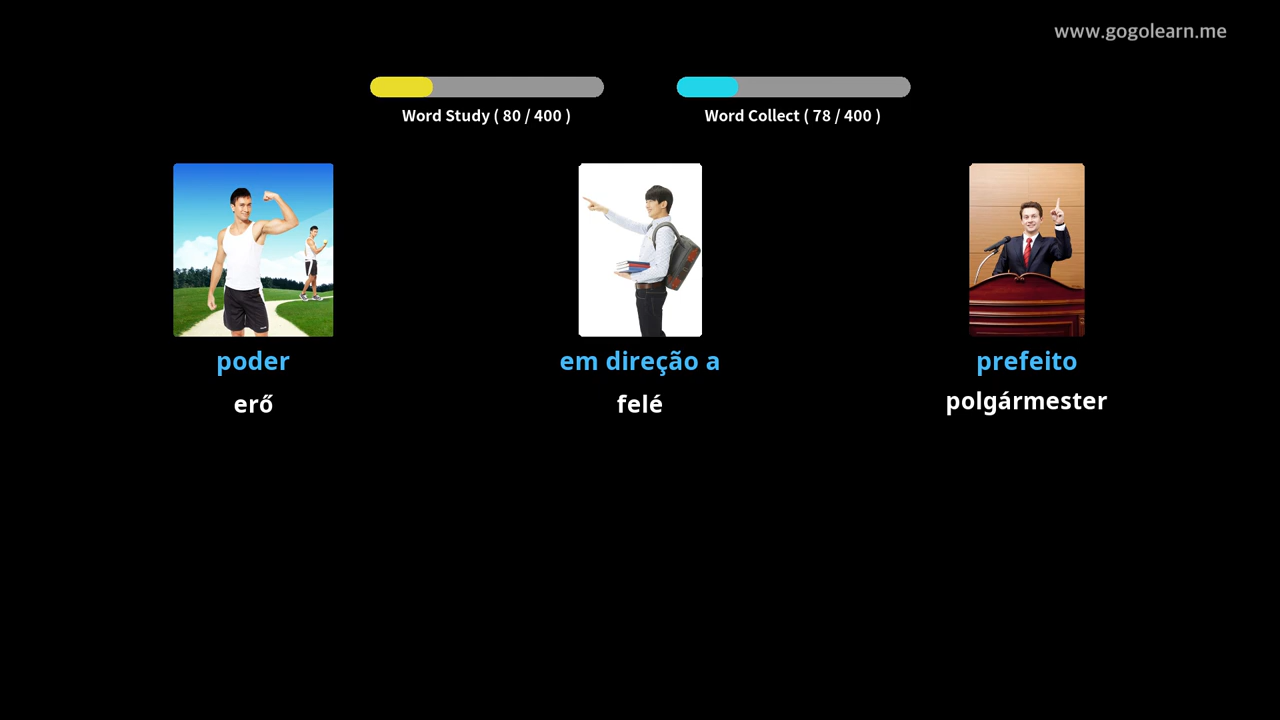 www.gogolearn.me
Word Study ( 80 / 400 )
Word Collect ( 78 / 400 )
poder
em direção a
prefeito
erő
felé
polgármester